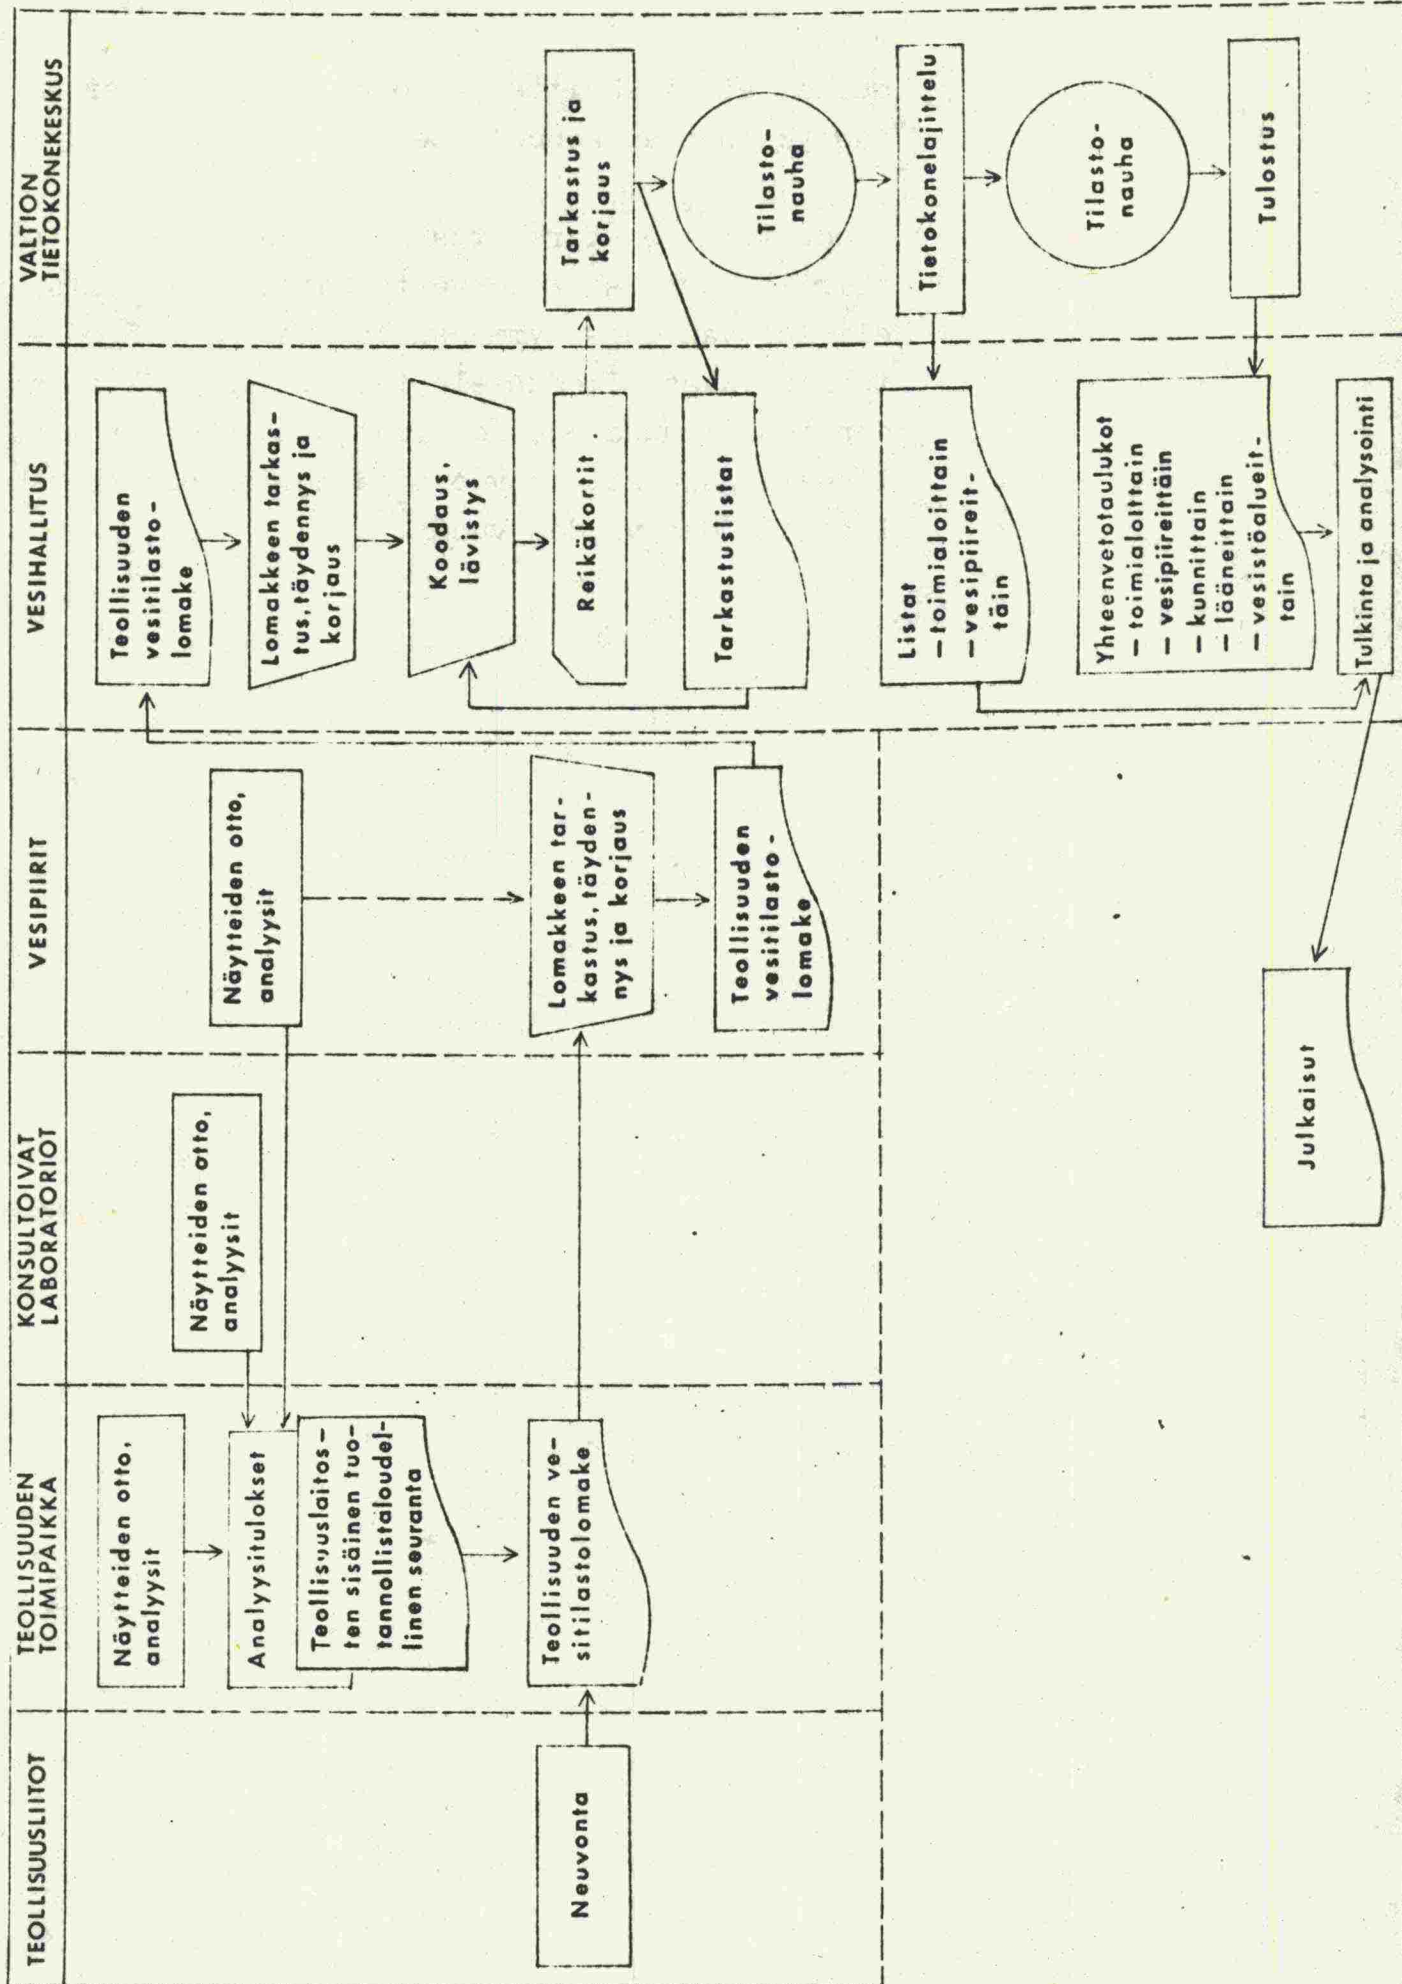 TEOLLISUUSLIITOT
TEOLLISUUDEN
TOIMIPAIKKA
KONSULTOIVAT
LABORATORIOT
VESIPIIRIT
VESIHALLITUS
VALTION
TIETOKONEKESKUS
Neuvonta
Näytteiden otto,
analyysit
Analyysitulokset
Teollisuuslaitos-
ten sisäinen tuo-
tannollistaloudel-
linen seuranta
Teollisuuden ve-
sitilastolomake
Näytteiden otto,
analyysit
Näytteiden otto,
analyysit
Lomakkeen tar-
kastus,täyden-
nys ja korjaus
Teollisuuden
vesitilasto-
lomake
Teollisuuden
vesitilasto-
lomake
Lomakkeen tarkas-
tus,täydennys ja
korjaus
Koodaus,
lävistys
Reikäkortit
Tarkastuslistat
Listat
— toimialoittain
— vesipiireit-
täin
Yhteenvetotaulukot
— toimialoittain
— vesipiireittäin
— kunnittain
— lääneittain
— vesistöalueit-
tain
Tulkinta ja analysointi
Tarkastus ja
korjaus
Tilasto-
nauha
Tietokonelajittelu
Tilasto-
nauha
Tulostus
Julkaisut